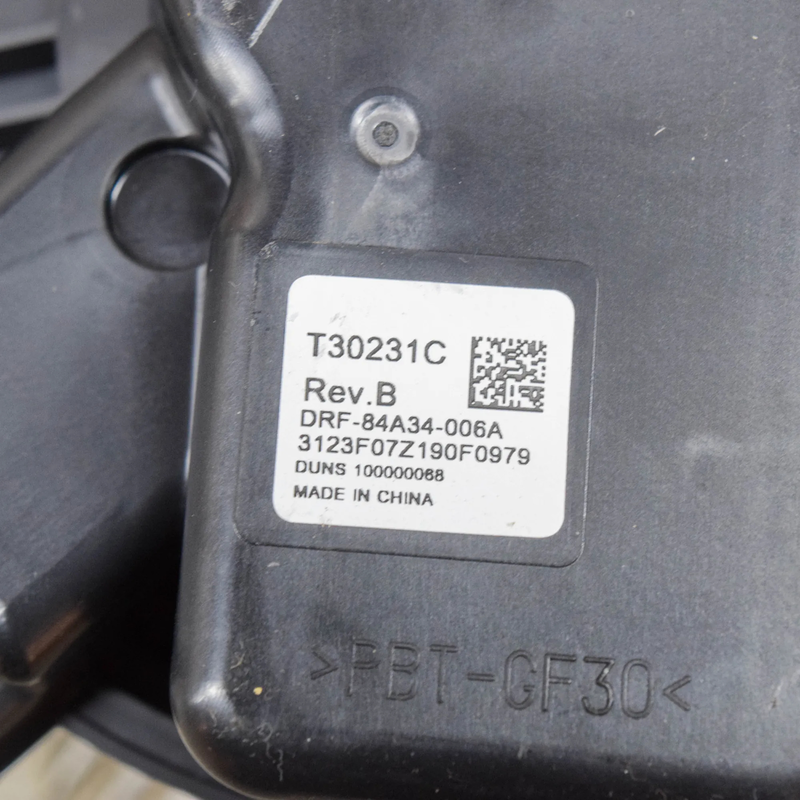 T30231C
Rev.B
DRF-84A34-006A
3123F07Z190F0979
DUNS 100000068
MADE IN CHINA
>PBT-GF30<